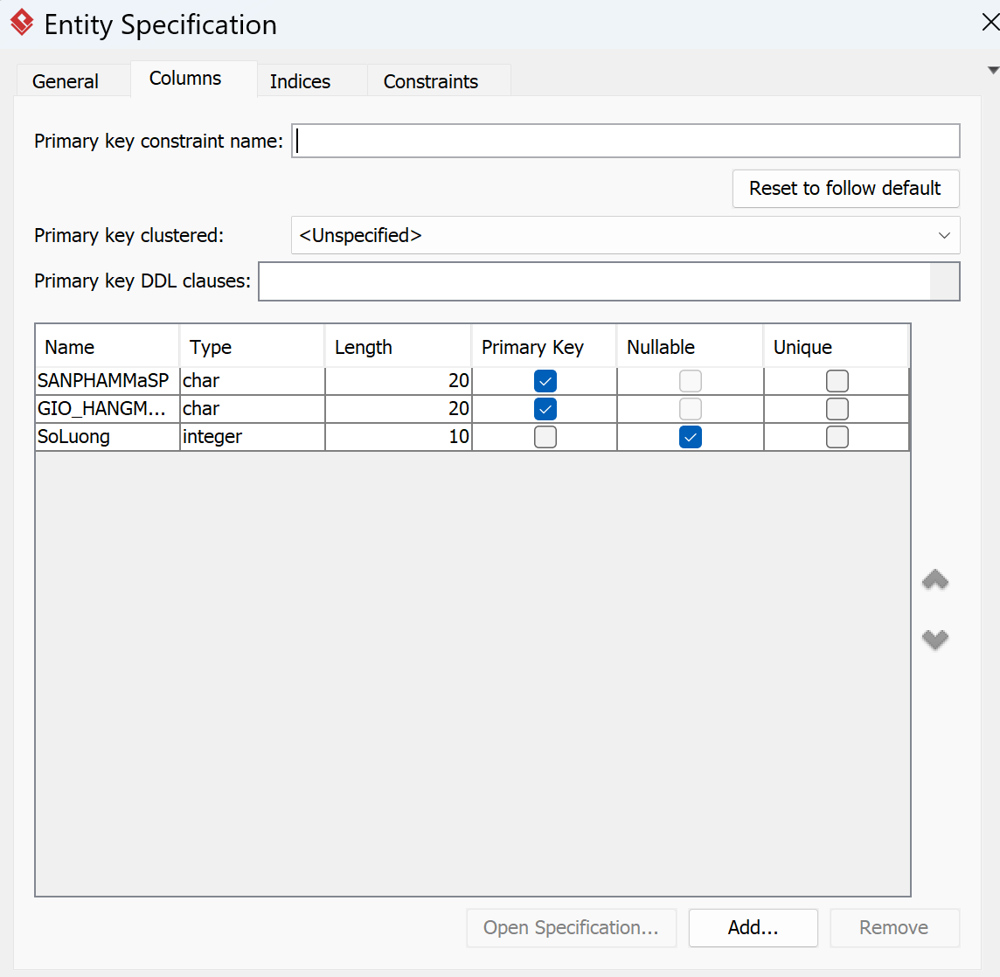 Entity Specification
General Columns Indices Constraints
Primary key constraint name:
Reset to follow default
Primary key clustered: <Unspecified>
Primary key DDL clauses:
Name Type Length Primary Key Nullable Unique
SANPHAMMaSP char 20
GIO_HANGM... char 20
SoLuong integer 10
Open Specification... Add... Remove